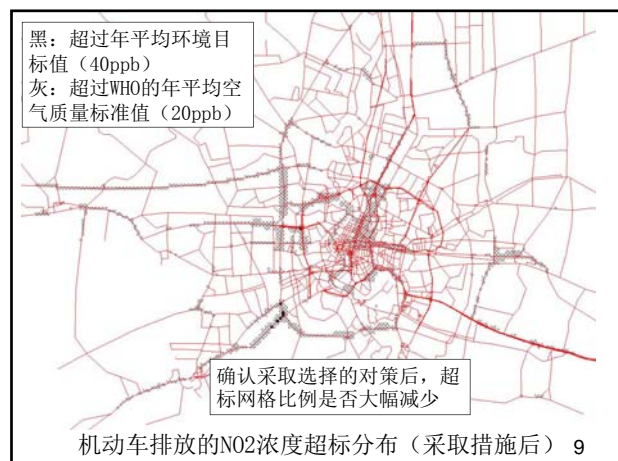 黑：超过年平均环境目
标值（40ppb）
灰：超过WHO的年平均空
气质量标准值（20ppb）
确认采取选择的对策后，超
标网格比例是否大幅减少
机动车排放的NO2浓度超标分布（采取措施后） 9